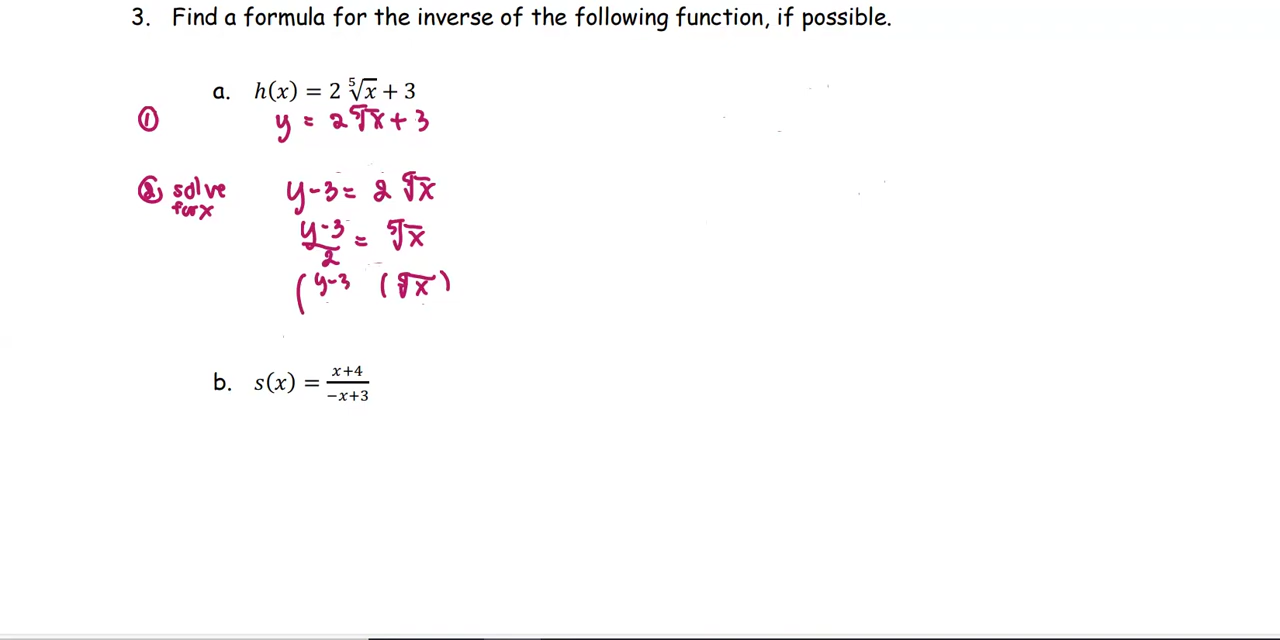 3. Find a formula for the inverse of the following function, if possible.
a. h(x) = 2 ⁵√x + 3
① y = 2 ⁵√x + 3
② solve for x y-3 = 2 ⁵√x
y-3/2 = ⁵√x
(y-3 (⁵√x)
b. s(x) = x+4/−x+3